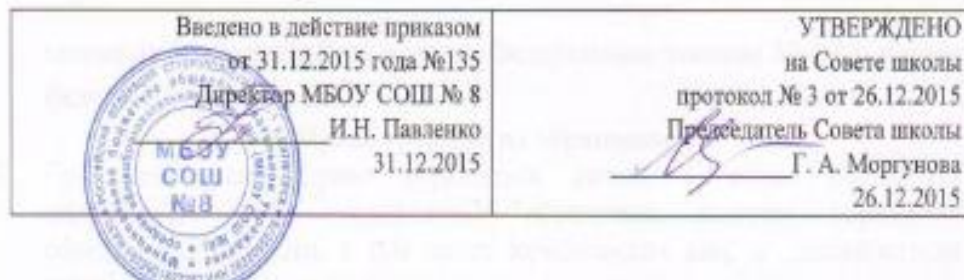 Введено в действие приказом
от 31.12.2015 года №135
Директор МБОУ СОШ № 8
И.Н. Павленко
31.12.2015
МБОУ
СОШ
№8
УТВЕРЖДЕНО
на Совете школы
протокол № 3 от 26.12.2015
Председатель Совета школы
Г. А. Моргунова
26.12.2015